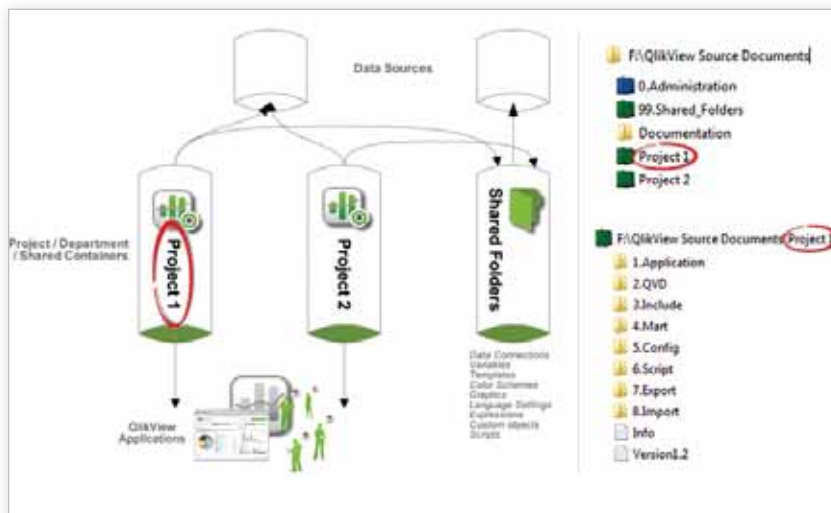 Data Sources
Project / Department
/ Shared Containers
Project 1
Project 2
Shared Folders
Data Connections
Variables
Templates
Color Schemes
Graphics
Language Settings
Expressions
Custom objects
Scripts
QlikView
Applications
F:\QlikView Source Documents
0.Administration
99.Shared_Folders
Documentation
Project 1
Project 2
F:\QlikView Source Documents Project 1
1.Application
2.QVD
3.Include
4.Mart
5.Config
6.Script
7.Export
8.Import
Info
Version1.2